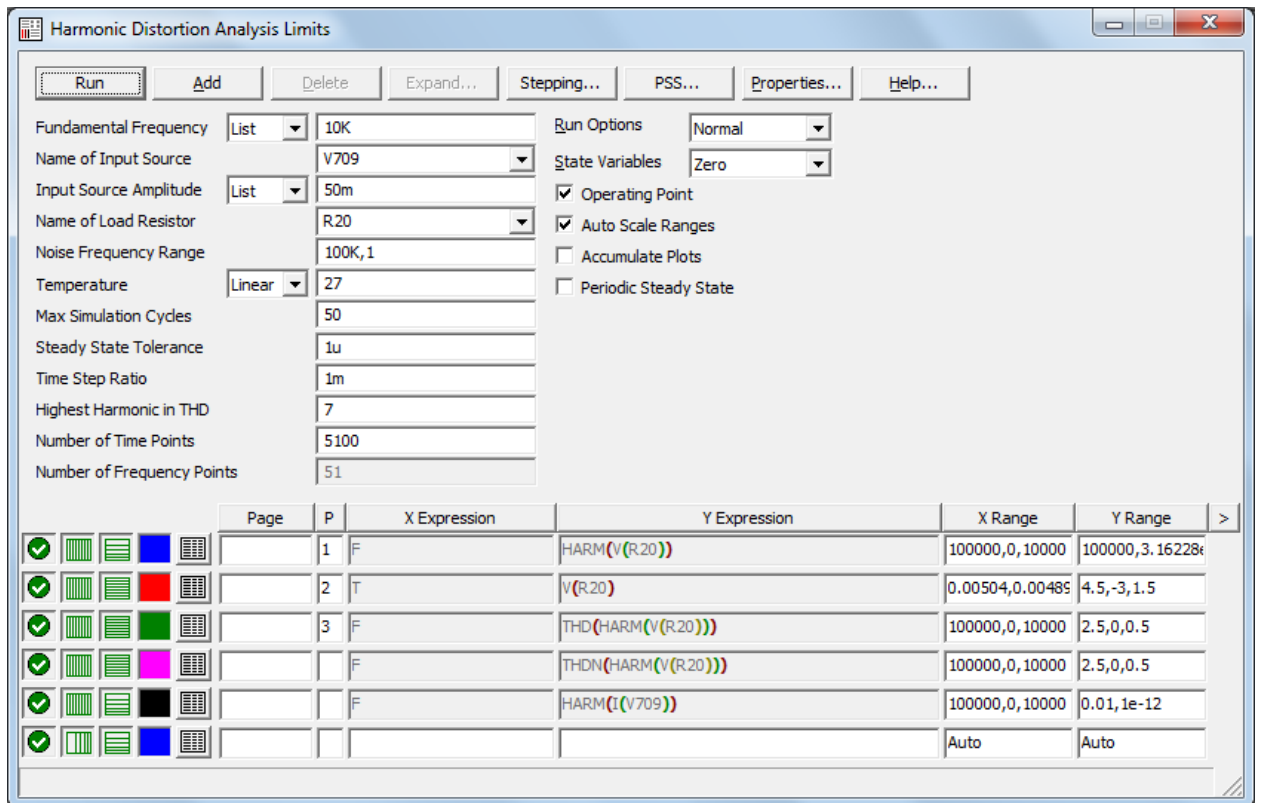 Harmonic Distortion Analysis Limits
Run Add Delete Expand... Stepping... PSS... Properties... Help...
Fundamental Frequency List 10K Run Options Normal
Name of Input Source V709 State Variables Zero
Input Source Amplitude List 50m Operating Point
Name of Load Resistor R20 Auto Scale Ranges
Noise Frequency Range 100K,1 Accumulate Plots
Temperature Linear 27 Periodic Steady State
Max Simulation Cycles 50
Steady State Tolerance 1u
Time Step Ratio 1m
Highest Harmonic in THD 7
Number of Time Points 5100
Number of Frequency Points 51
Page P X Expression Y Expression X Range Y Range >
1 F HARM(V(R20)) 100000,0,10000 100000,3.16228e
2 T V(R20) 0.00504,0.00489 4.5,-3,1.5
3 F THD(HARM(V(R20))) 100000,0,10000 2.5,0,0.5
F THDN(HARM(V(R20))) 100000,0,10000 2.5,0,0.5
F HARM(I(V709)) 100000,0,10000 0.01,1e-12
Auto Auto